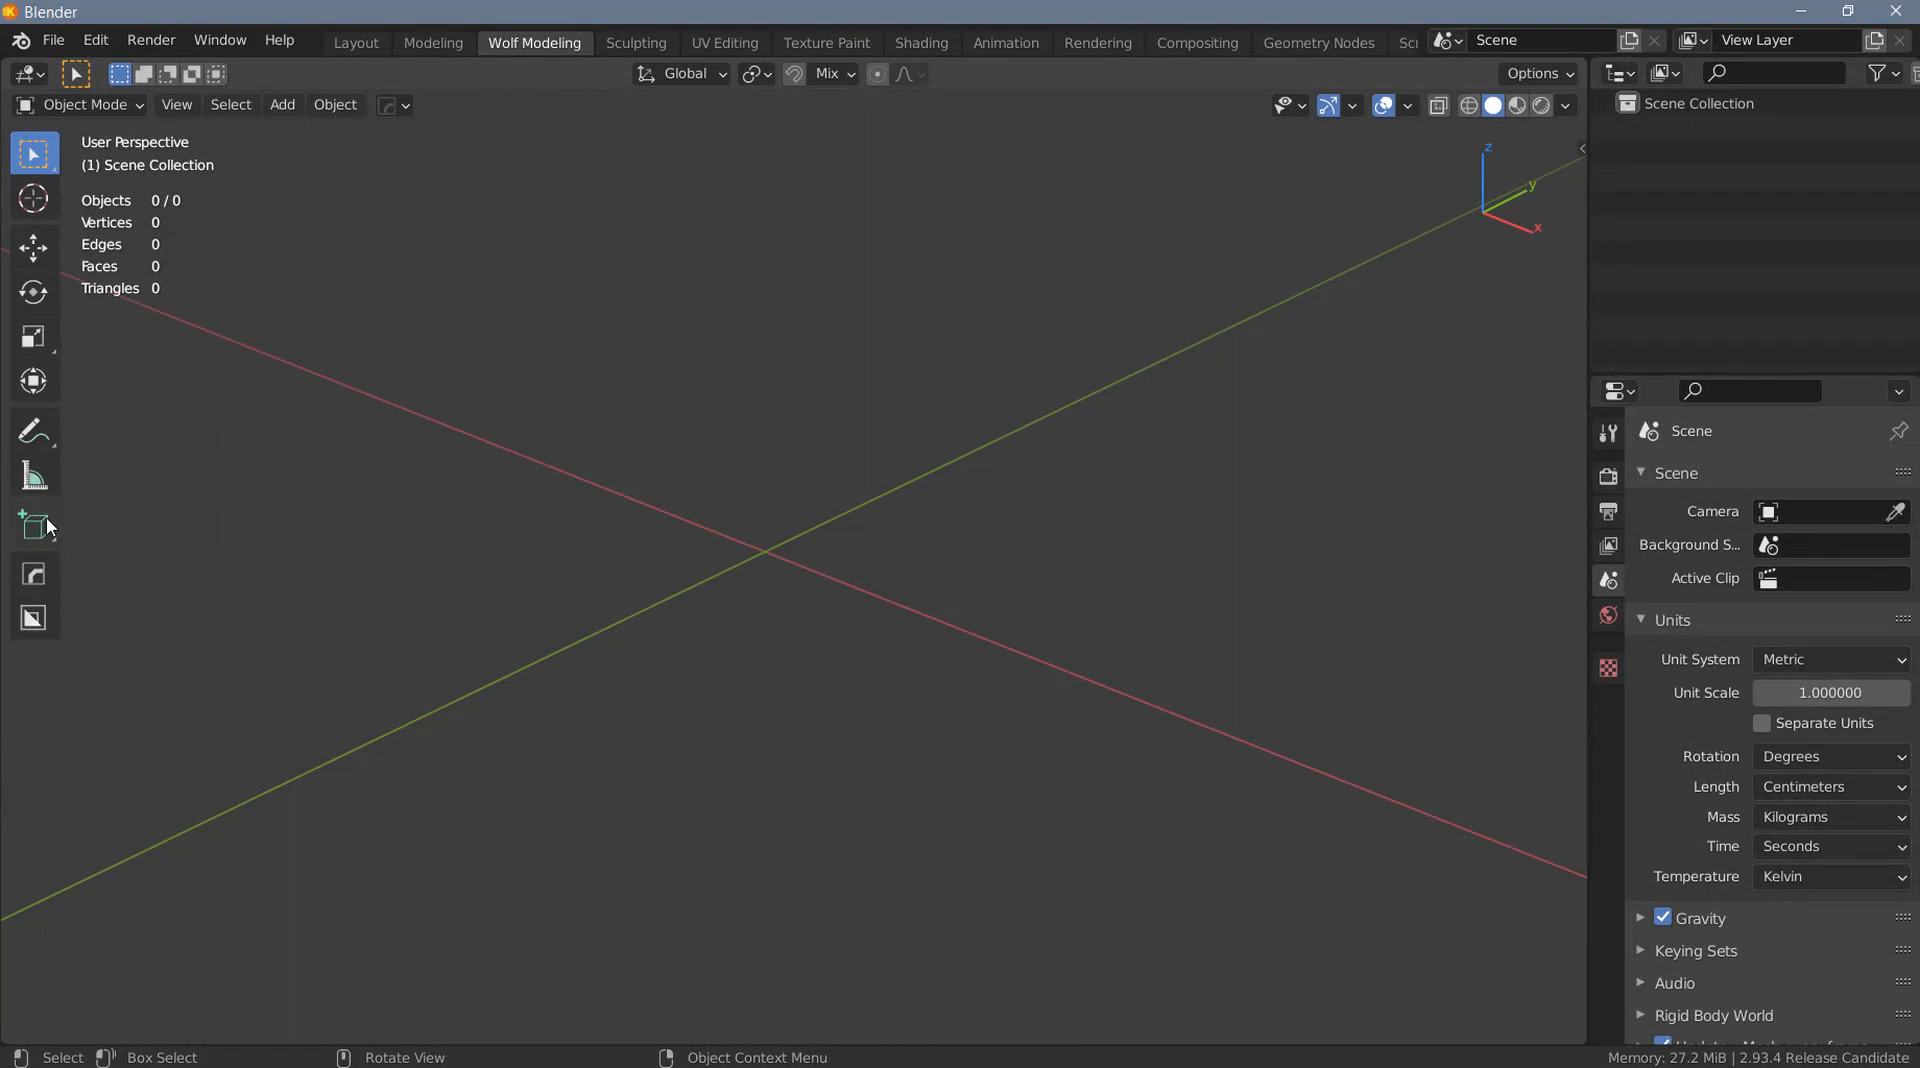 Blender
File Edit Render Window Help Layout Modeling Wolf Modeling Sculpting UV Editing Texture Paint Shading Animation Rendering Compositing Geometry Nodes Sc Scene View Layer
Global Mix Options
Object Mode View Select Add Object
Scene Collection
User Perspective
(1) Scene Collection
Objects 0 / 0
Vertices 0
Edges 0
Faces 0
Triangles 0
z
y
x
Scene
Scene
Camera
Background S...
Active Clip
Units
Unit System Metric
Unit Scale 1.000000
Separate Units
Rotation Degrees
Length Centimeters
Mass Kilograms
Time Seconds
Temperature Kelvin
Gravity
Keying Sets
Audio
Rigid Body World
Select Box Select Rotate View Object Context Menu Memory: 27.2 MiB | 2.93.4 Release Candidate